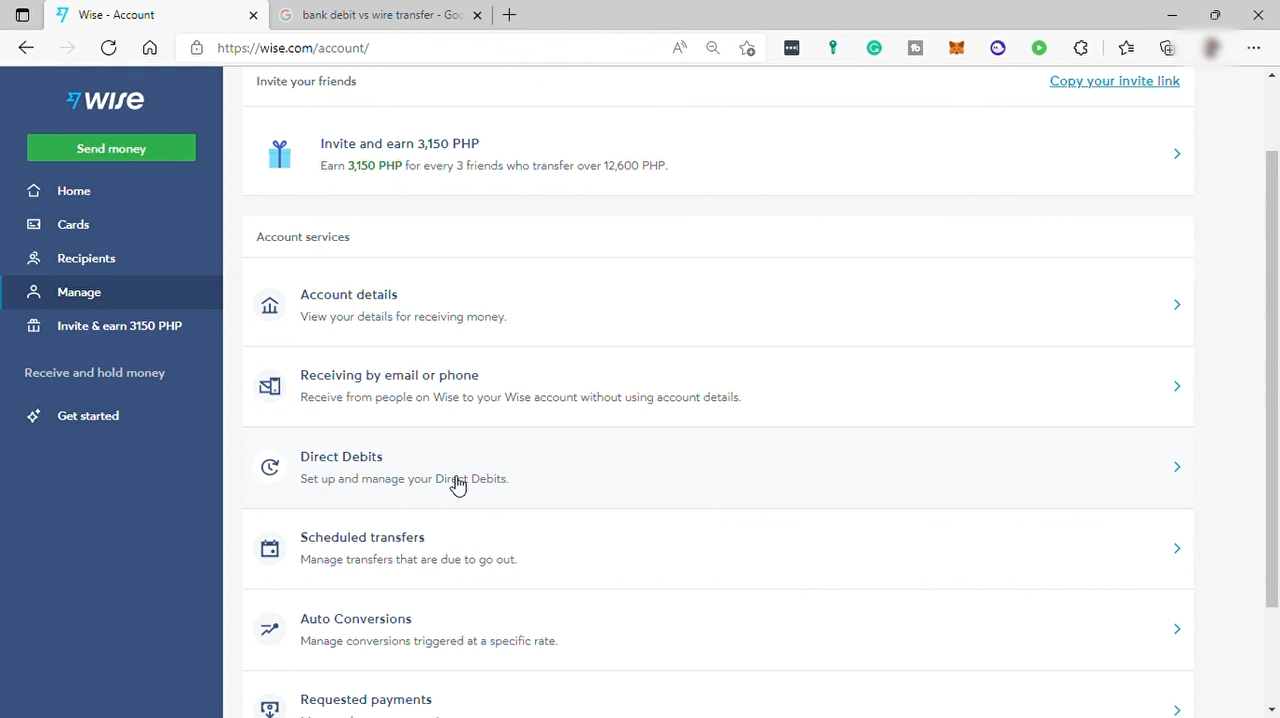 Wise - Account
bank debit vs wire transfer - Goo
https://wise.com/account/
wise
Send money
Home
Cards
Recipients
Manage
Invite & earn 3150 PHP
Receive and hold money
Get started
Invite your friends
Copy your invite link
Invite and earn 3,150 PHP
Earn 3,150 PHP for every 3 friends who transfer over 12,600 PHP.
Account services
Account details
View your details for receiving money.
Receiving by email or phone
Receive from people on Wise to your Wise account without using account details.
Direct Debits
Set up and manage your Direct Debits.
Scheduled transfers
Manage transfers that are due to go out.
Auto Conversions
Manage conversions triggered at a specific rate.
Requested payments